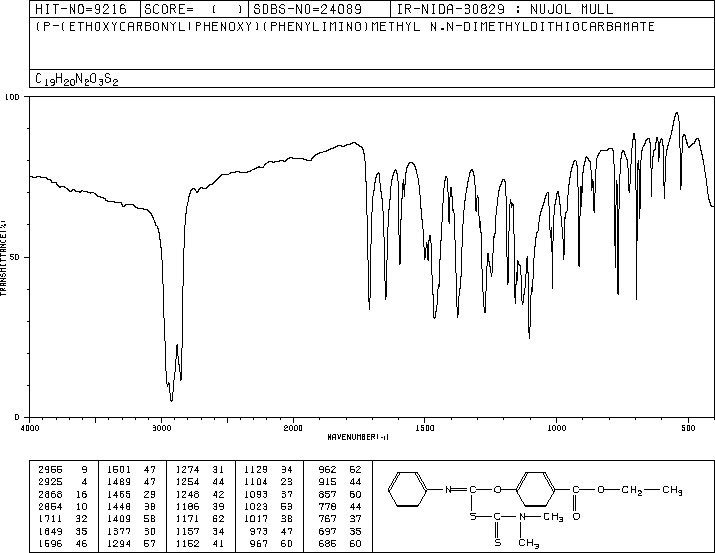 HIT-NO=9216 SCORE= ( ) SDBS-NO=24089 IR-NIDA-30829 : NUJOL MULL
(P-(ETHOXYCARBONYL)PHENOXY)(PHENYLIMINO)METHYL N,N-DIMETHYLDITHIOCARBAMATE
C19H20N2O3S2
100
50
0
TRANSMITTANCE(%)
4000 3000 2000 1500 1000 500
WAVENUMBER(-1)
2955 9 1501 47 1274 31 1129 34 962 52
2925 4 1489 47 1254 44 1104 23 915 44
2868 16 1465 29 1248 42 1093 37 857 60
2854 10 1448 38 1186 39 1023 53 778 44
1711 32 1409 58 1171 62 1017 38 767 37
1649 35 1377 30 1157 34 973 47 697 35
1596 46 1294 57 1152 41 967 60 686 60
N C O C O CH2 CH3
O
S C N CH3
S CH3